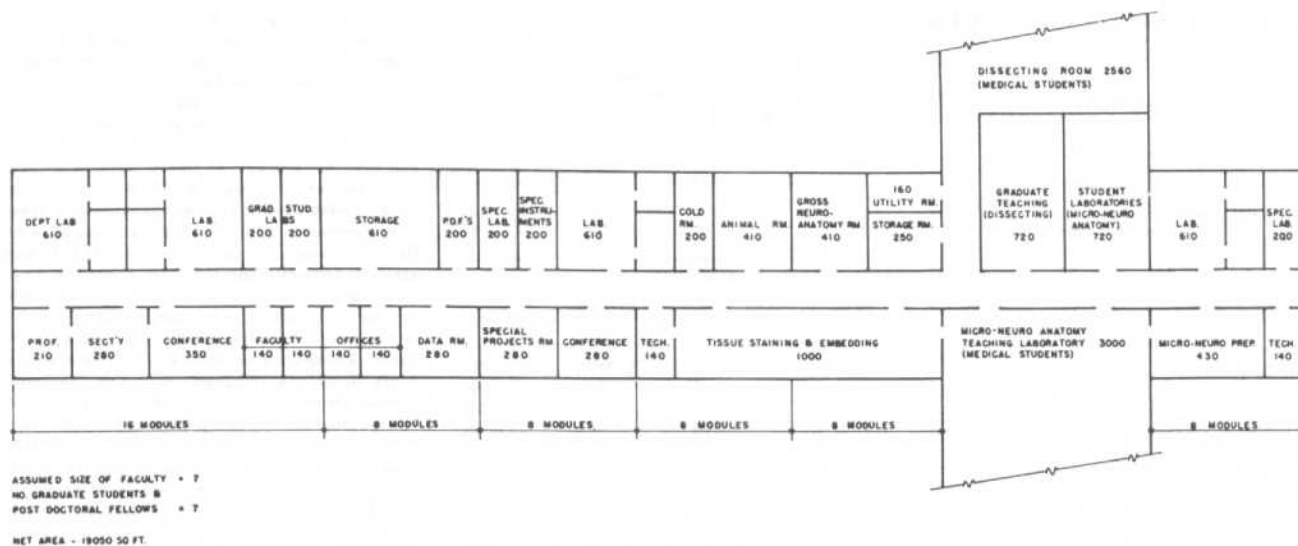 DISSECTING ROOM 2560
(MEDICAL STUDENTS)
DEPT. LAB
610
LAB
610
GRAD. STUD.
LABS
200 200
STORAGE
610
P.D.F'S
200
SPEC.
LAB.
200
SPEC.
INSTRU-
MENTS
200
LAB.
610
COLD
RM.
200
ANIMAL RM.
410
GROSS
NEURO-
ANATOMY RM
410
160
UTILITY RM.
STORAGE RM.
250
GRADUATE
TEACHING
(DISSECTING)
720
STUDENT
LABORATORIES
(MICRO-NEURO
ANATOMY)
720
LAB.
610
SPEC.
LAB.
200
PROF.
210
SECT'Y
280
CONFERENCE
350
FACULTY OFFICES
140 140 140 140
DATA RM.
280
SPECIAL
PROJECTS RM.
280
CONFERENCE
280
TECH.
140
TISSUE STAINING & EMBEDDING
1000
MICRO-NEURO ANATOMY
TEACHING LABORATORY 3000
(MEDICAL STUDENTS)
MICRO-NEURO PREP.
430
TECH.
140
16 MODULES
8 MODULES
8 MODULES
8 MODULES
8 MODULES
8 MODULES
ASSUMED SIZE OF FACULTY = 7
NO. GRADUATE STUDENTS &
POST DOCTORAL FELLOWS = 7
NET AREA - 19050 SQ FT.